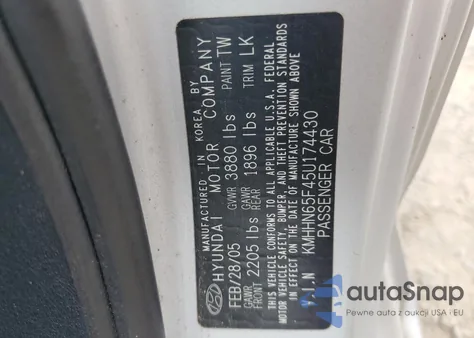 MANUFACTURED IN KOREA BY
HYUNDAI MOTOR COMPANY
FEB/28/05 GVWR 3880 lbs PAINT TW
GAWR FRONT 2205 lbs GAWR REAR 1896 lbs TRIM LK
THIS VEHICLE CONFORMS TO ALL APPLICABLE U.S.A. FEDERAL
MOTOR VEHICLE SAFETY, BUMPER, AND THEFT PREVENTION STANDARDS
IN EFFECT ON THE DATE OF MANUFACTURE SHOWN ABOVE
V.I.N KMHHN65F45U174430
PASSENGER CAR
autoSnap
Pewne auta z aukcji USA i EU